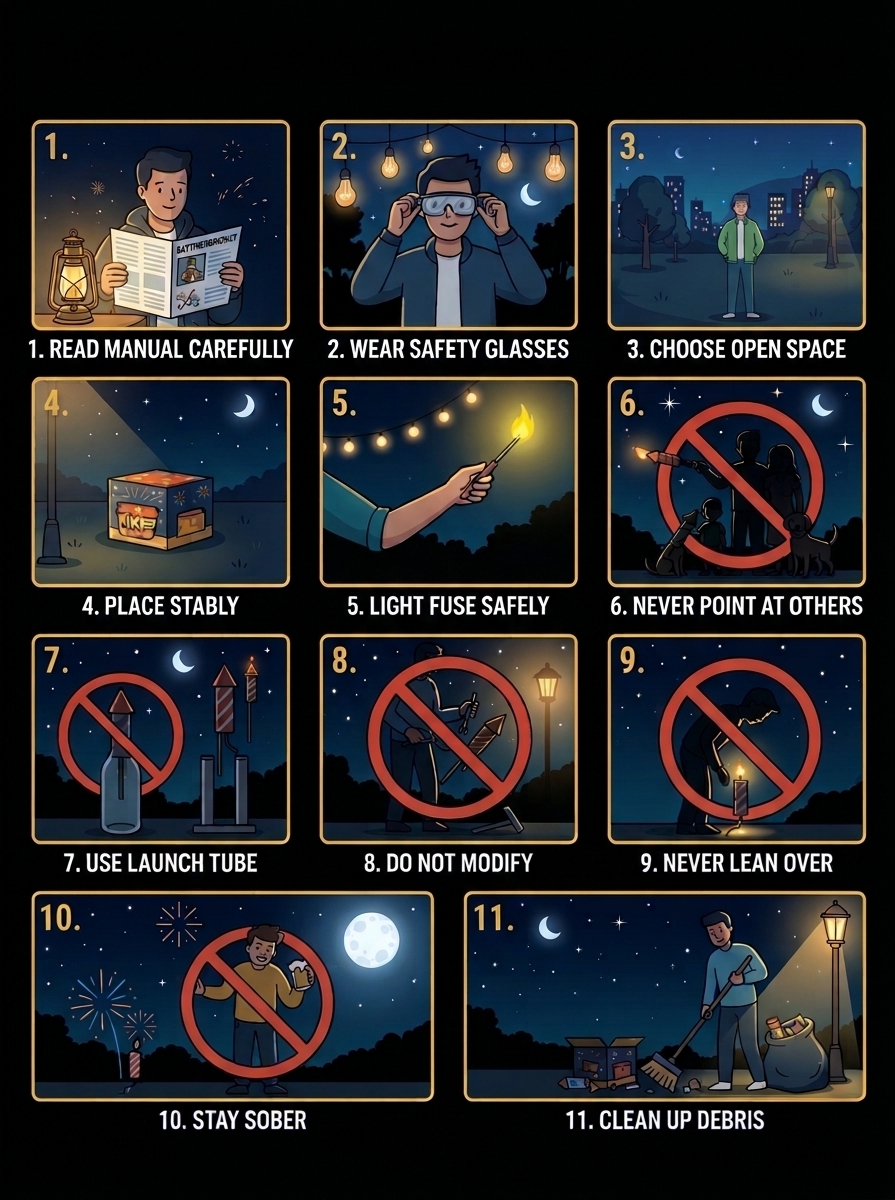 1.
2.
3.
1. READ MANUAL CAREFULLY
2. WEAR SAFETY GLASSES
3. CHOOSE OPEN SPACE
4.
5.
6.
4. PLACE STABLY
5. LIGHT FUSE SAFELY
6. NEVER POINT AT OTHERS
7.
8.
9.
7. USE LAUNCH TUBE
8. DO NOT MODIFY
9. NEVER LEAN OVER
10.
11.
10. STAY SOBER
11. CLEAN UP DEBRIS